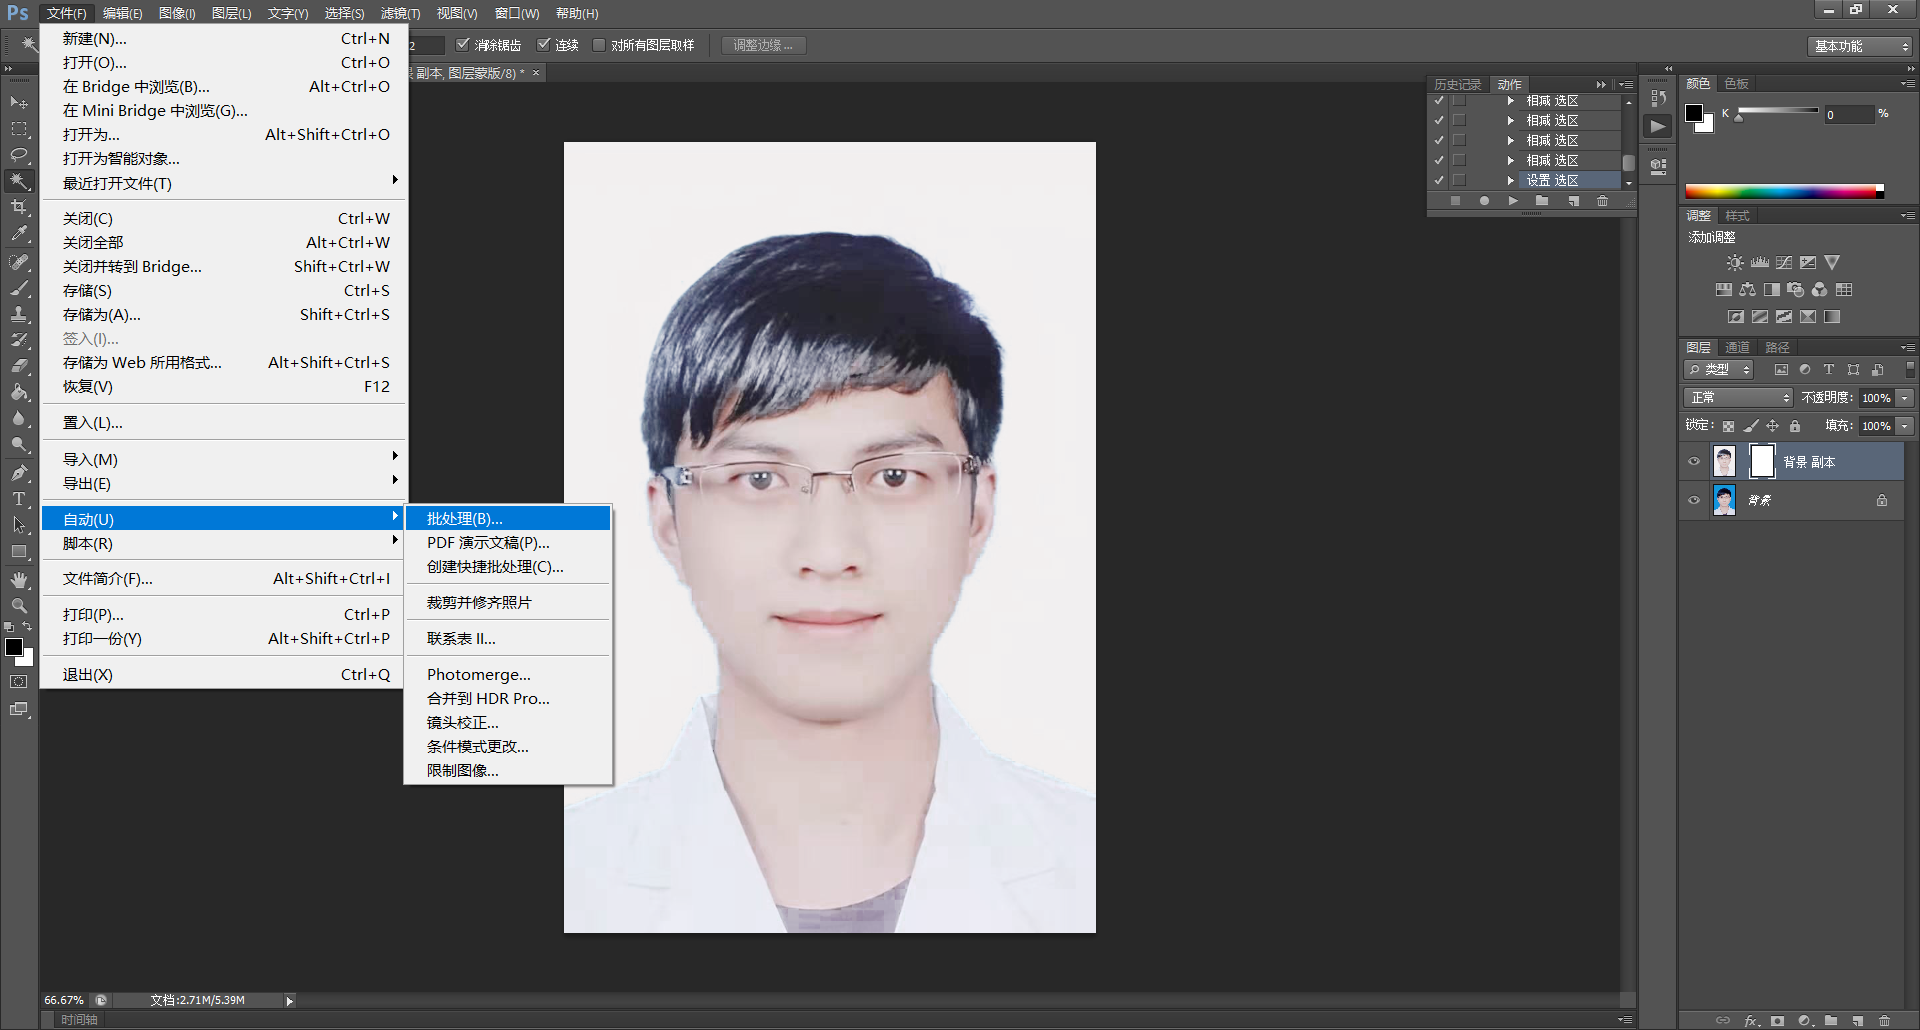 Ps 文件(F) 编辑(E) 图像(I) 图层(L) 文字(Y) 选择(S) 滤镜(T) 视图(V) 窗口(W) 帮助(H)
2 消除锯齿 连续 对所有图层取样 调整边缘... 基本功能
副本, 图层蒙版/8) * ×
新建(N)... Ctrl+N
打开(O)... Ctrl+O
在 Bridge 中浏览(B)... Alt+Ctrl+O
在 Mini Bridge 中浏览(G)...
打开为... Alt+Shift+Ctrl+O
打开为智能对象...
最近打开文件(T)
关闭(C) Ctrl+W
关闭全部 Alt+Ctrl+W
关闭并转到 Bridge... Shift+Ctrl+W
存储(S) Ctrl+S
存储为(A)... Shift+Ctrl+S
签入(I)...
存储为 Web 所用格式... Alt+Shift+Ctrl+S
恢复(V) F12
置入(L)...
导入(M)
导出(E)
自动(U)
脚本(R)
文件简介(F)... Alt+Shift+Ctrl+I
打印(P)... Ctrl+P
打印一份(Y) Alt+Shift+Ctrl+P
退出(X) Ctrl+Q
批处理(B)...
PDF 演示文稿(P)...
创建快捷批处理(C)...
裁剪并修齐照片
联系表 II...
Photomerge...
合并到 HDR Pro...
镜头校正...
条件模式更改...
限制图像...
历史记录 动作
相减 选区
相减 选区
相减 选区
相减 选区
设置 选区
颜色 色板
K 0 %
调整 样式
添加调整
图层 通道 路径
类型
正常 不透明度: 100%
锁定: 填充: 100%
背景 副本
背景
fx
66.67% 文档:2.71M/5.39M
时间轴